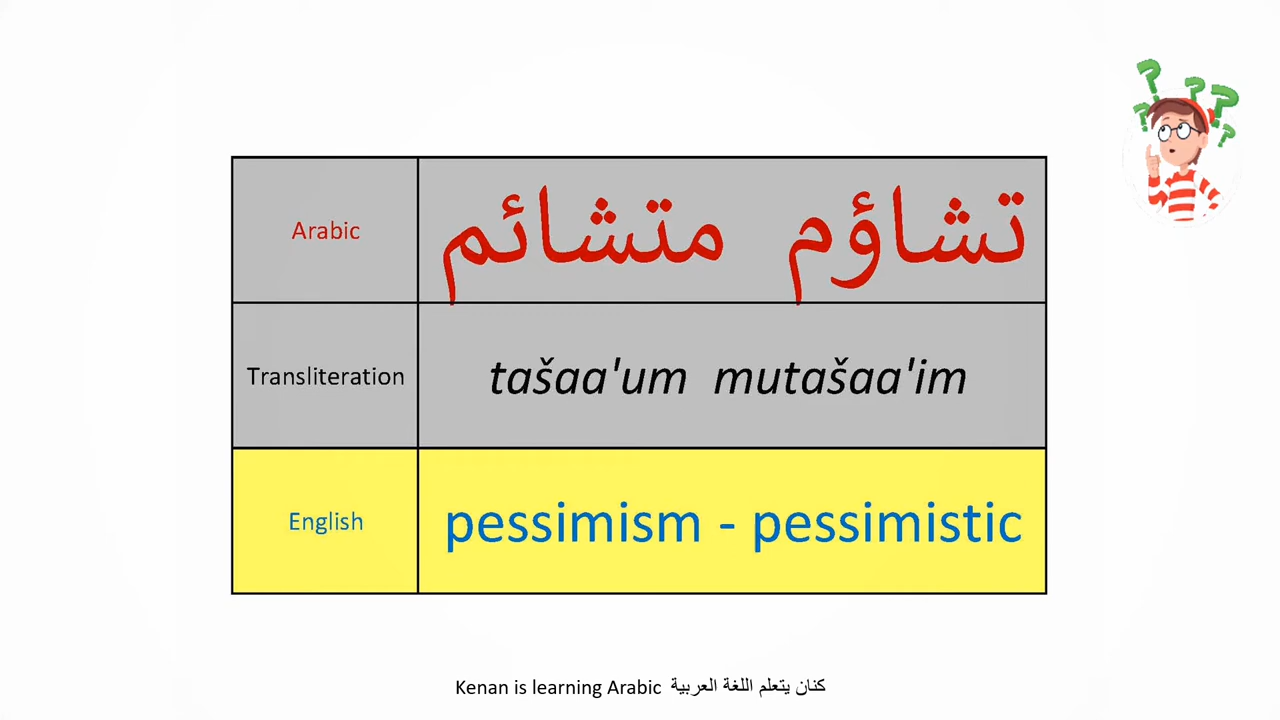 Arabic تشاؤم متشائم
Transliteration tašaa'um mutašaa'im
English pessimism - pessimistic
Kenan is learning Arabic كنان يتعلم اللغة العربية